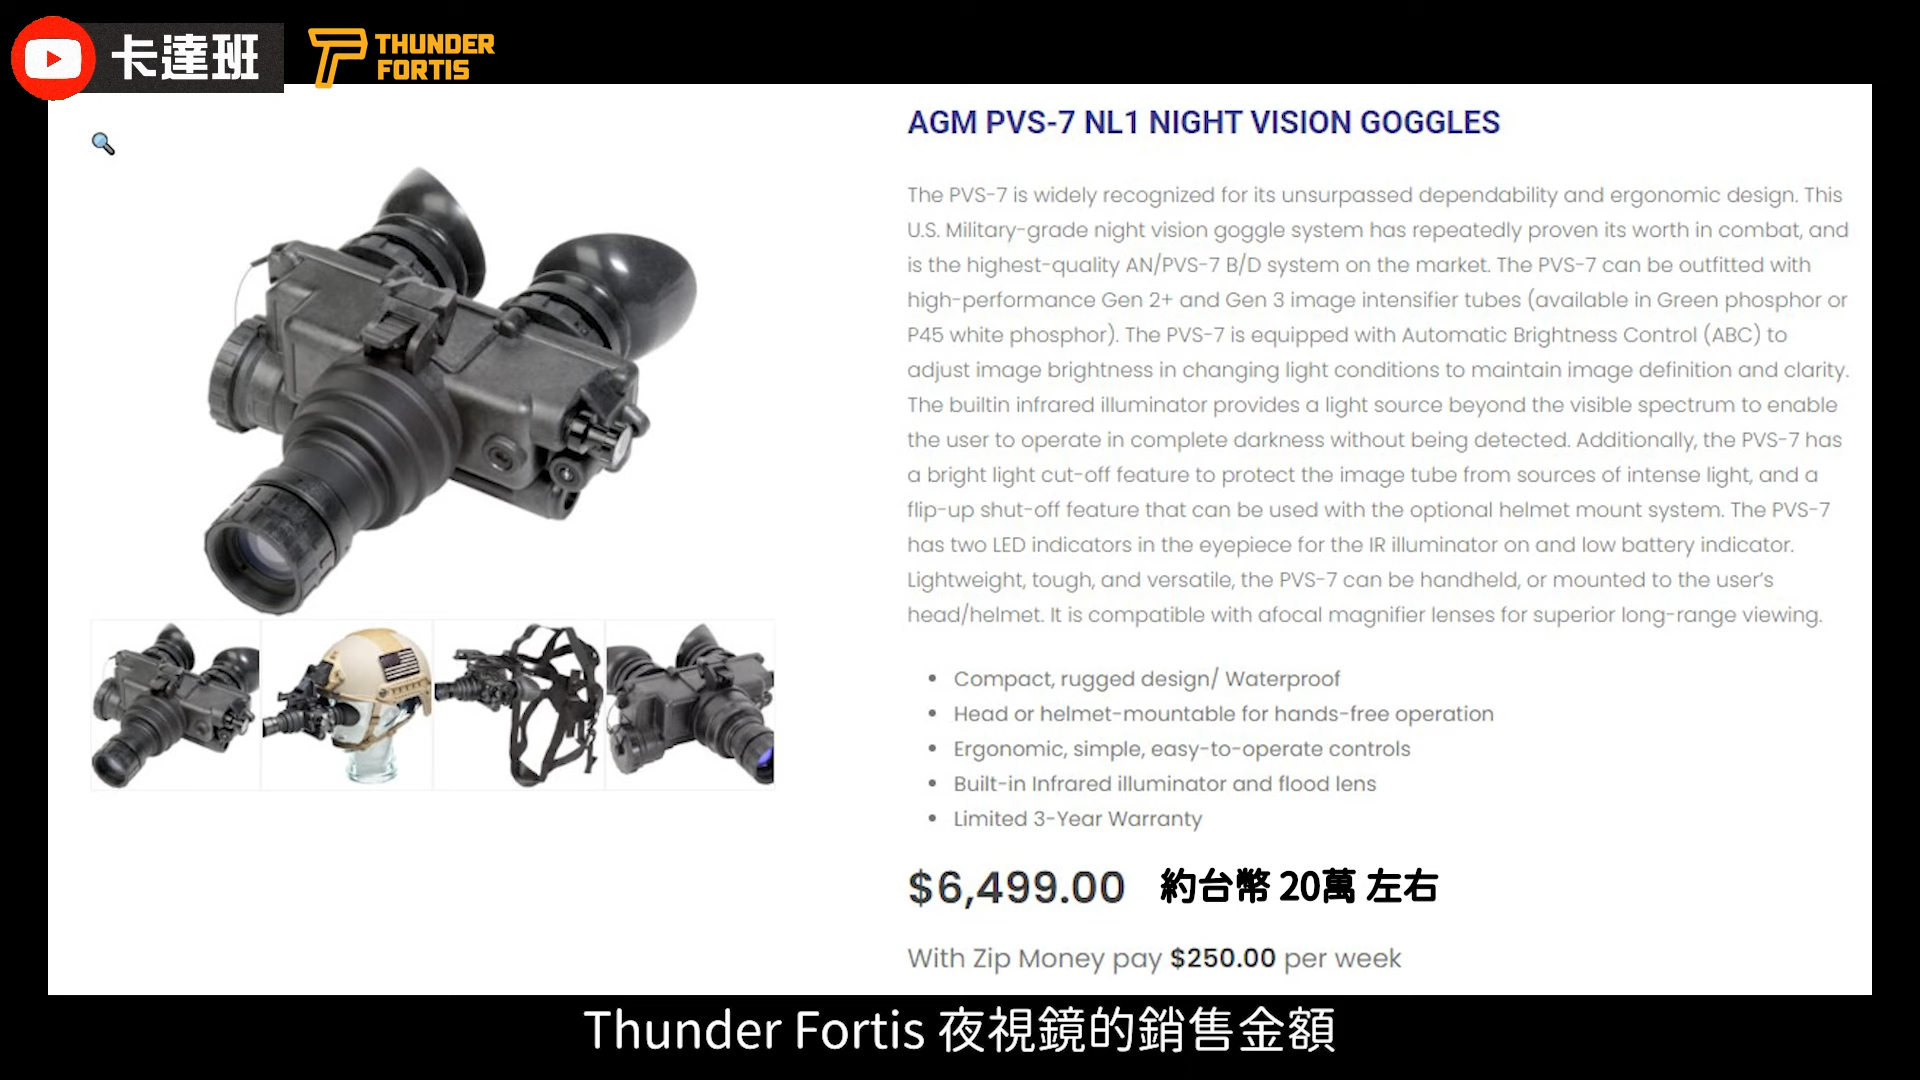 卡達班
THUNDER
FORTIS
AGM PVS-7 NL1 NIGHT VISION GOGGLES
The PVS-7 is widely recognized for its unsurpassed dependability and ergonomic design. This
U.S. Military-grade night vision goggle system has repeatedly proven its worth in combat, and
is the highest-quality AN/PVS-7 B/D system on the market. The PVS-7 can be outfitted with
high-performance Gen 2+ and Gen 3 image intensifier tubes (available in Green phosphor or
P45 white phosphor). The PVS-7 is equipped with Automatic Brightness Control (ABC) to
adjust image brightness in changing light conditions to maintain image definition and clarity.
The builtin infrared illuminator provides a light source beyond the visible spectrum to enable
the user to operate in complete darkness without being detected. Additionally, the PVS-7 has
a bright light cut-off feature to protect the image tube from sources of intense light, and a
flip-up shut-off feature that can be used with the optional helmet mount system. The PVS-7
has two LED indicators in the eyepiece for the IR illuminator on and low battery indicator.
Lightweight, tough, and versatile, the PVS-7 can be handheld, or mounted to the user's
head/helmet. It is compatible with afocal magnifier lenses for superior long-range viewing.
• Compact, rugged design/ Waterproof
• Head or helmet-mountable for hands-free operation
• Ergonomic, simple, easy-to-operate controls
• Built-in Infrared illuminator and flood lens
• Limited 3-Year Warranty
$6,499.00 約台幣 20萬 左右
With Zip Money pay $250.00 per week
Thunder Fortis 夜視鏡的銷售金額